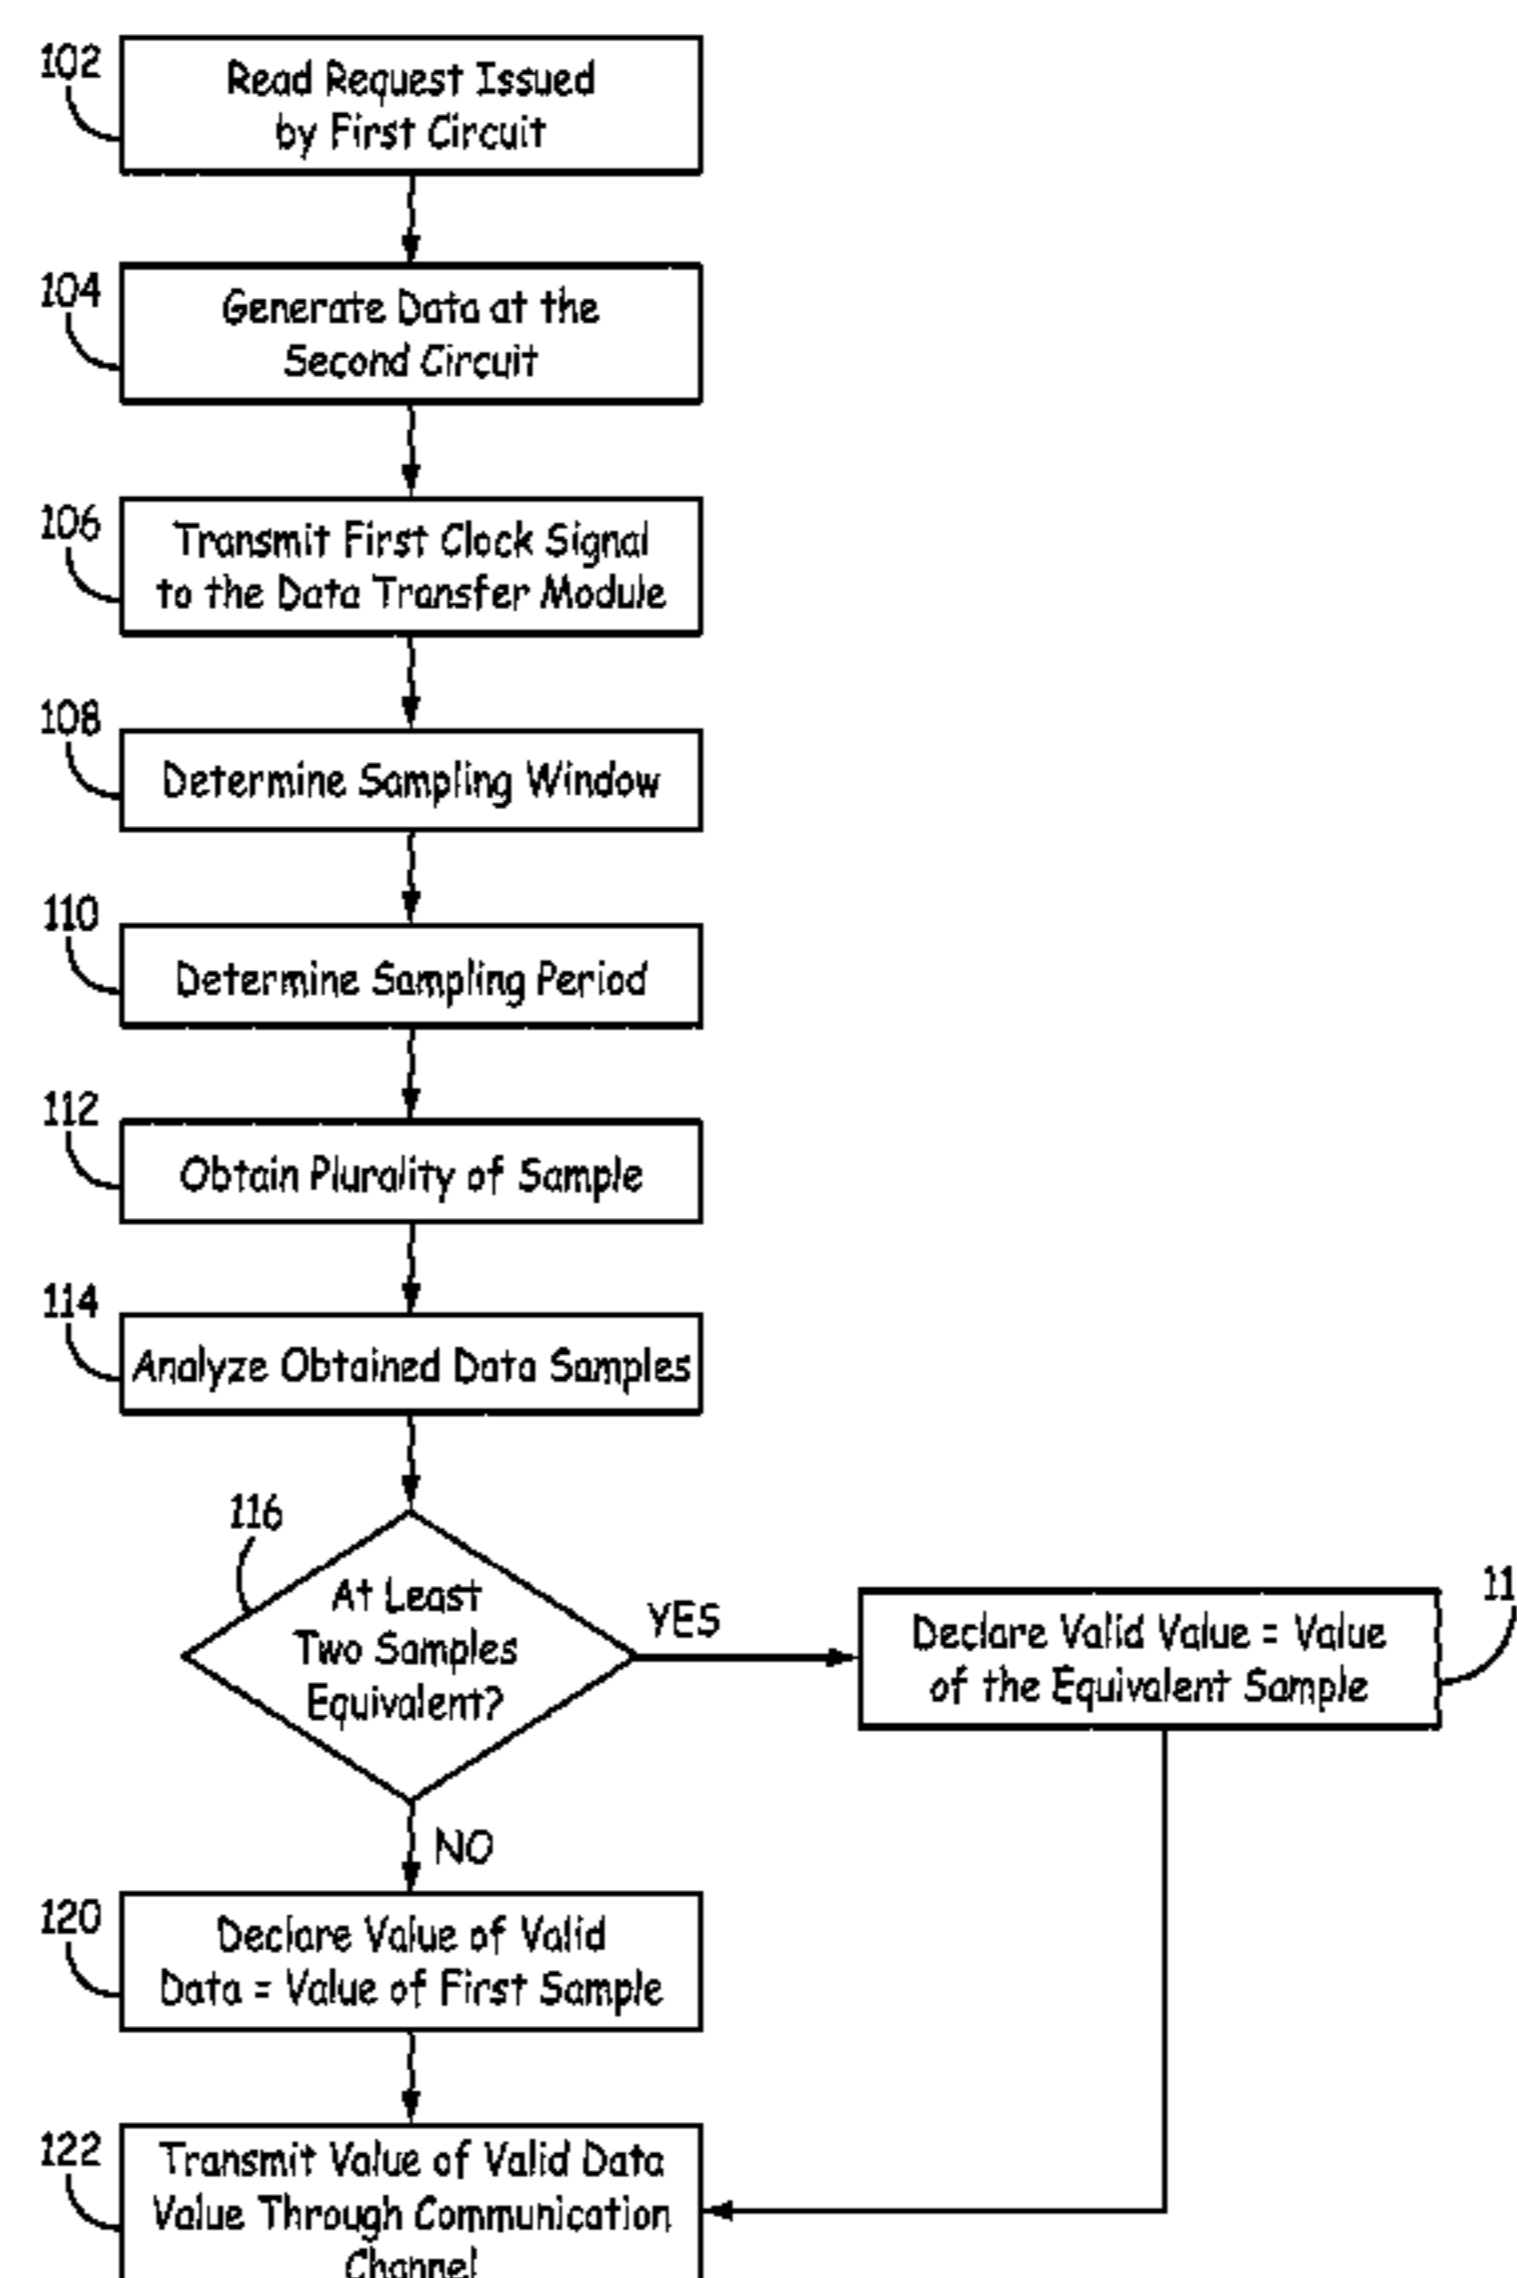 102
Read Request Issued
by First Circuit
104
Generate Data at the
Second Circuit
106
Transmit First Clock Signal
to the Data Transfer Module
108
Determine Sampling Window
110
Determine Sampling Period
112
Obtain Plurality of Sample
114
Analyze Obtained Data Samples
116
At Least
Two Samples
Equivalent?
YES
Declare Valid Value = Value
of the Equivalent Sample
11
NO
120
Declare Value of Valid
Data = Value of First Sample
122
Transmit Value of Valid Data
Value Through Communication
Channel